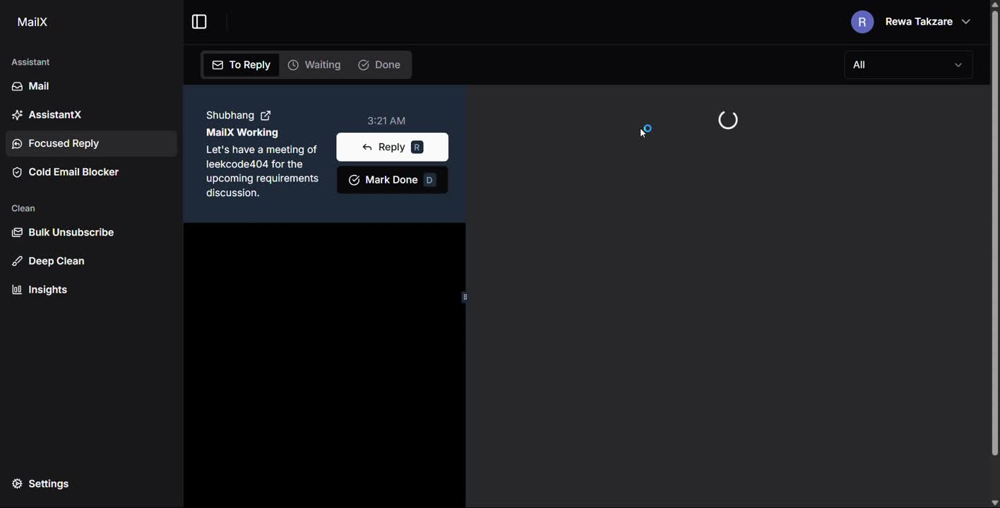 MailX
Rewa Takzare
R
Assistant
Mail
AssistantX
Focused Reply
Cold Email Blocker
Clean
Bulk Unsubscribe
Deep Clean
Insights
Settings
To Reply
Waiting
Done
All
Shubhang
MailX Working
Let's have a meeting of
leekcode404 for the
upcoming requirements
discussion.
3:21 AM
Reply R
Mark Done D